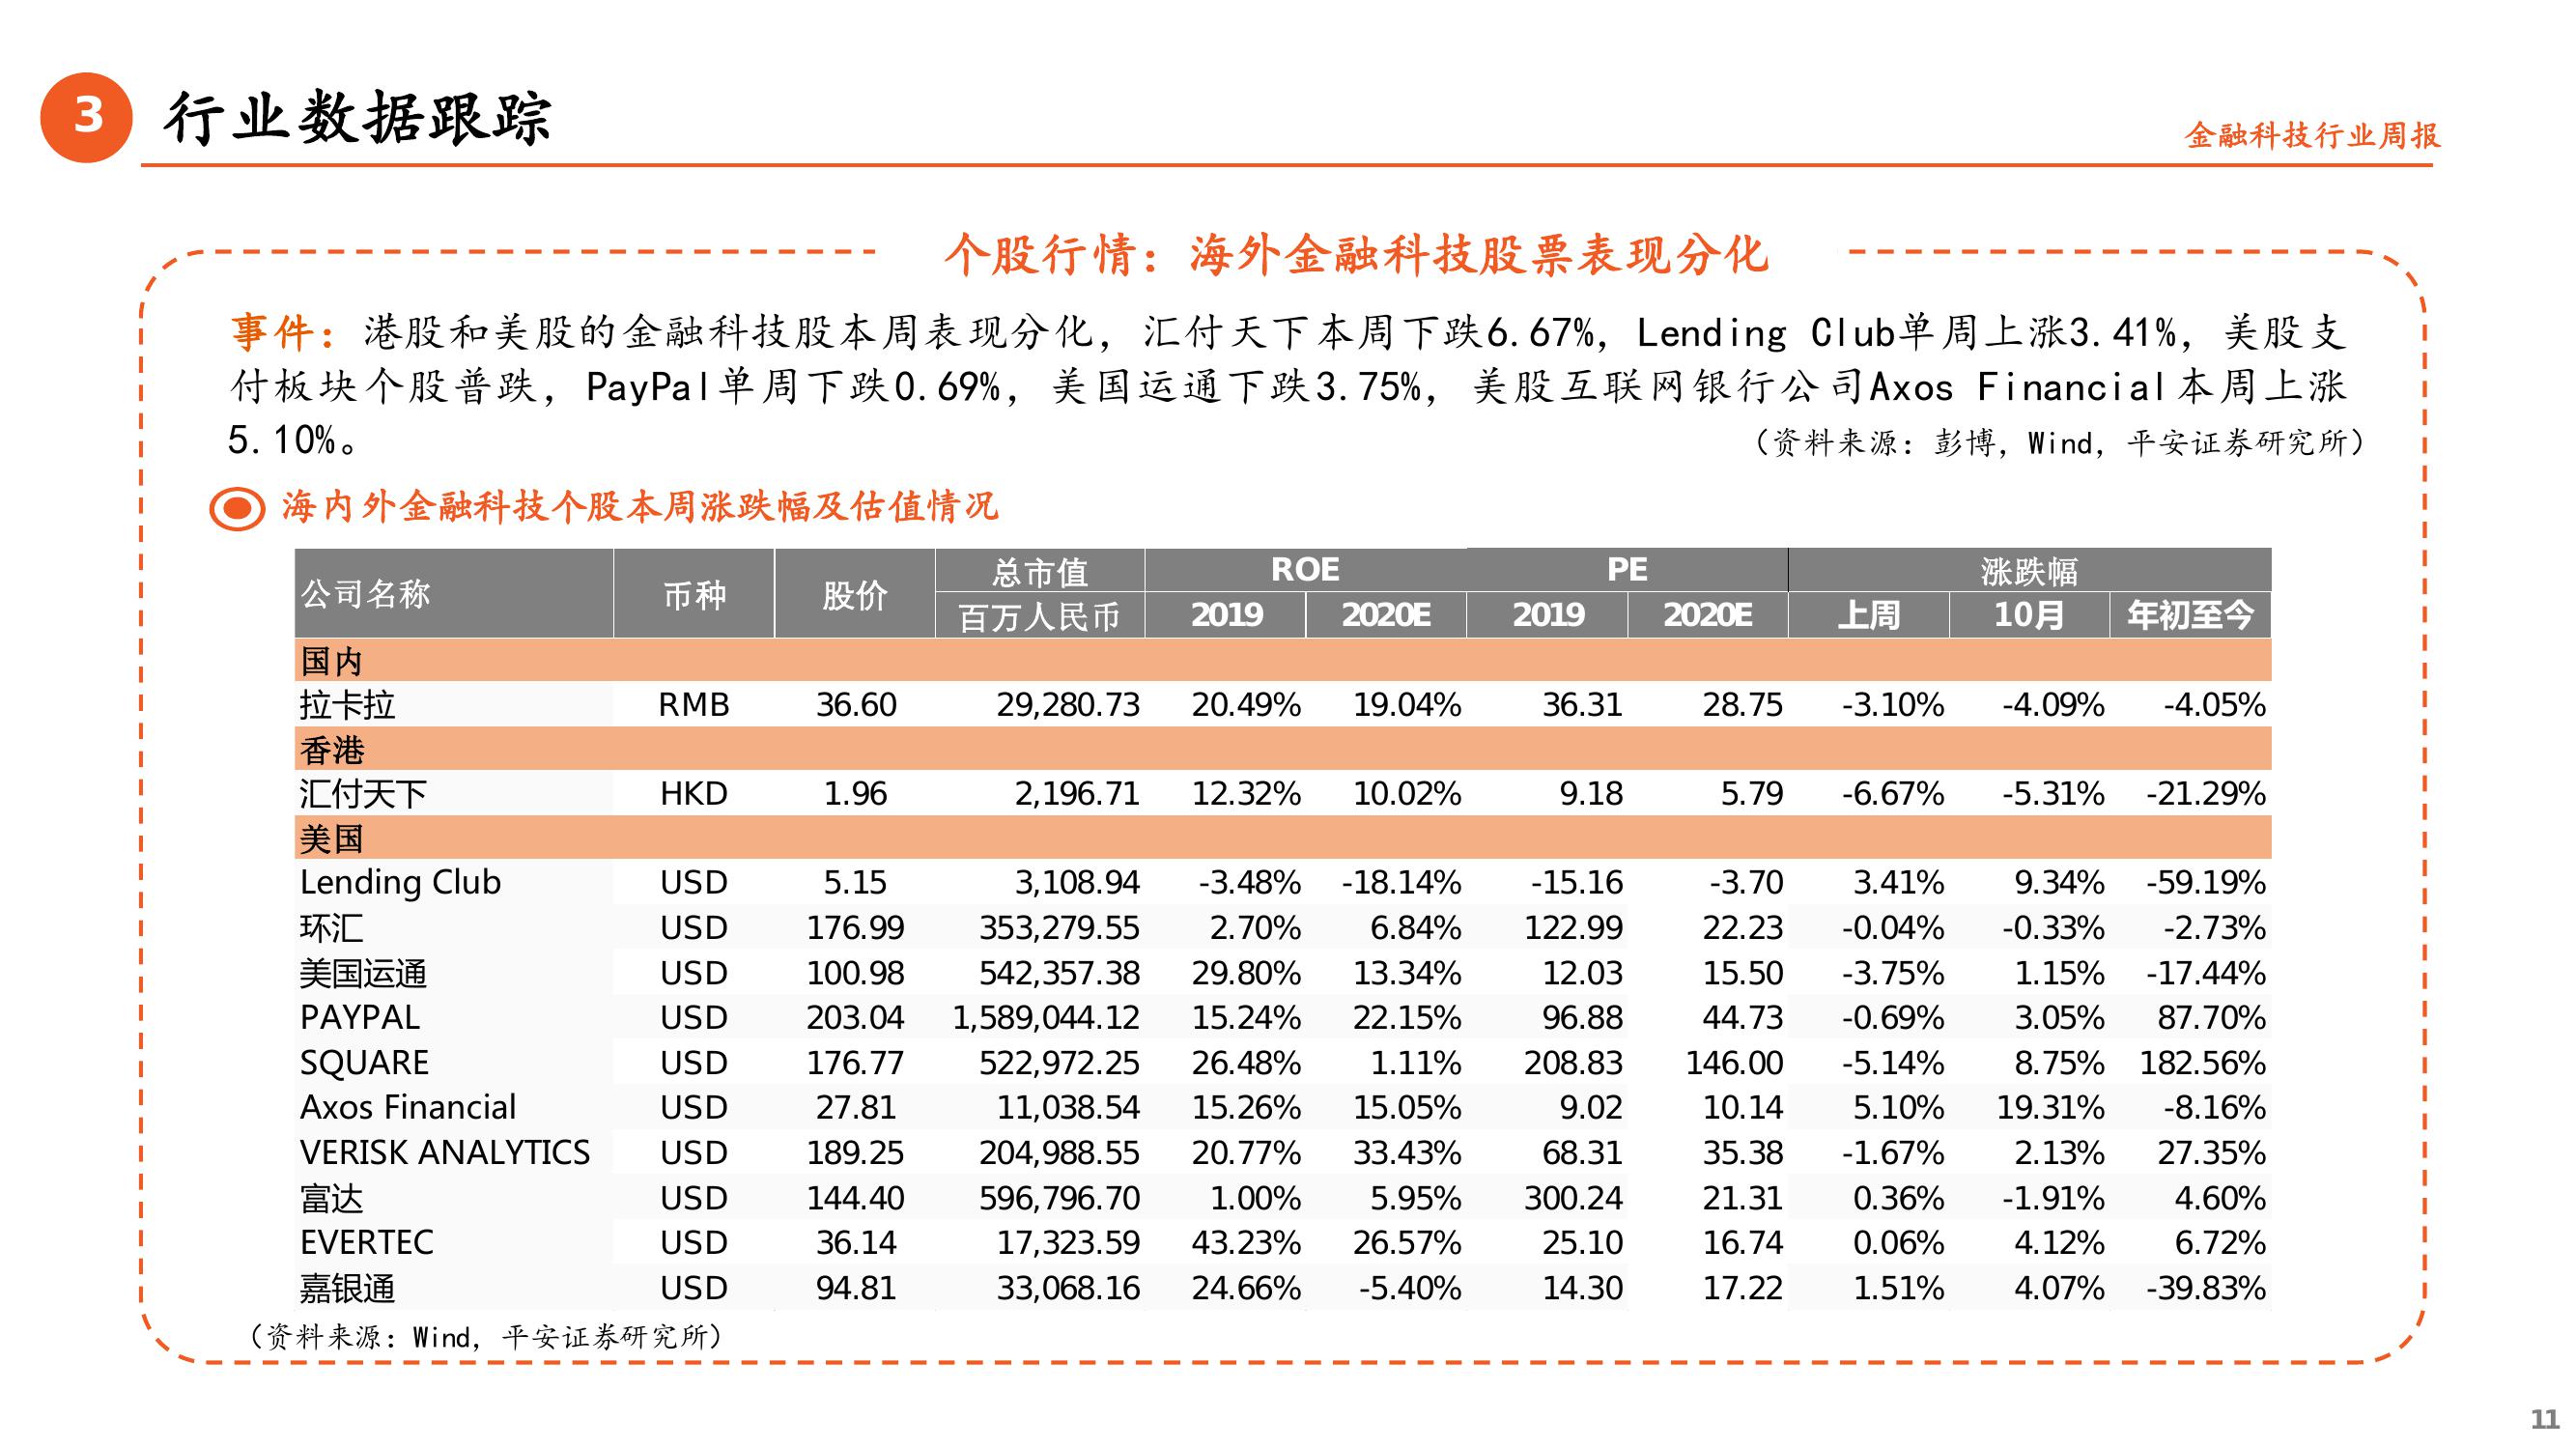 3
行业数据跟踪
金融科技行业周报
个股行情：海外金融科技股票表现分化
事件：港股和美股的金融科技股本周表现分化，汇付天下本周下跌6.67%，Lending Club单周上涨3.41%，美股支
付板块个股普跌，PayPal单周下跌0.69%，美国运通下跌3.75%，美股互联网银行公司Axos Financial本周上涨
5.10%。
（资料来源：彭博，Wind，平安证券研究所）
海内外金融科技个股本周涨跌幅及估值情况
公司名称 币种 股价 总市值 ROE PE 涨跌幅
百万人民币 2019 2020E 2019 2020E 上周 10月 年初至今
国内
拉卡拉 RMB 36.60 29,280.73 20.49% 19.04% 36.31 28.75 -3.10% -4.09% -4.05%
香港
汇付天下 HKD 1.96 2,196.71 12.32% 10.02% 9.18 5.79 -6.67% -5.31% -21.29%
美国
Lending Club USD 5.15 3,108.94 -3.48% -18.14% -15.16 -3.70 3.41% 9.34% -59.19%
环汇 USD 176.99 353,279.55 2.70% 6.84% 122.99 22.23 -0.04% -0.33% -2.73%
美国运通 USD 100.98 542,357.38 29.80% 13.34% 12.03 15.50 -3.75% 1.15% -17.44%
PAYPAL USD 203.04 1,589,044.12 15.24% 22.15% 96.88 44.73 -0.69% 3.05% 87.70%
SQUARE USD 176.77 522,972.25 26.48% 1.11% 208.83 146.00 -5.14% 8.75% 182.56%
Axos Financial USD 27.81 11,038.54 15.26% 15.05% 9.02 10.14 5.10% 19.31% -8.16%
VERISK ANALYTICS USD 189.25 204,988.55 20.77% 33.43% 68.31 35.38 -1.67% 2.13% 27.35%
富达 USD 144.40 596,796.70 1.00% 5.95% 300.24 21.31 0.36% -1.91% 4.60%
EVERTEC USD 36.14 17,323.59 43.23% 26.57% 25.10 16.74 0.06% 4.12% 6.72%
嘉银通 USD 94.81 33,068.16 24.66% -5.40% 14.30 17.22 1.51% 4.07% -39.83%
（资料来源：Wind，平安证券研究所）
11